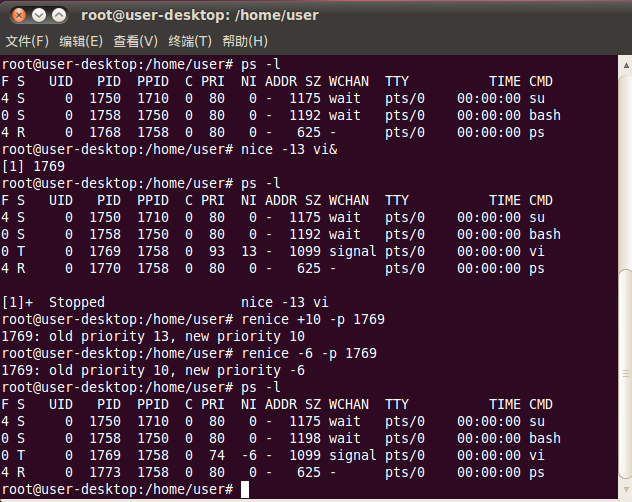 root@user-desktop: /home/user
文件(F) 编辑(E) 查看(V) 终端(T) 帮助(H)
root@user-desktop:/home/user# ps -l
F S   UID   PID  PPID  C PRI  NI ADDR SZ WCHAN  TTY          TIME CMD
4 S     0  1750  1710  0  80   0 -  1175 wait   pts/0    00:00:00 su
0 S     0  1758  1750  0  80   0 -  1192 wait   pts/0    00:00:00 bash
4 R     0  1768  1758  0  80   0 -   625 -      pts/0    00:00:00 ps
root@user-desktop:/home/user# nice -13 vi&
[1] 1769
root@user-desktop:/home/user# ps -l
F S   UID   PID  PPID  C PRI  NI ADDR SZ WCHAN  TTY          TIME CMD
4 S     0  1750  1710  0  80   0 -  1175 wait   pts/0    00:00:00 su
0 S     0  1758  1750  0  80   0 -  1192 wait   pts/0    00:00:00 bash
0 T     0  1769  1758  0  93  13 -  1099 signal pts/0    00:00:00 vi
4 R     0  1770  1758  0  80   0 -   625 -      pts/0    00:00:00 ps
[1]+  Stopped                 nice -13 vi
root@user-desktop:/home/user# renice +10 -p 1769
1769: old priority 13, new priority 10
root@user-desktop:/home/user# renice -6 -p 1769
1769: old priority 10, new priority -6
root@user-desktop:/home/user# ps -l
F S   UID   PID  PPID  C PRI  NI ADDR SZ WCHAN  TTY          TIME CMD
4 S     0  1750  1710  0  80   0 -  1175 wait   pts/0    00:00:00 su
0 S     0  1758  1750  0  80   0 -  1198 wait   pts/0    00:00:00 bash
0 T     0  1769  1758  0  74  -6 -  1099 signal pts/0    00:00:00 vi
4 R     0  1773  1758  0  80   0 -   625 -      pts/0    00:00:00 ps
root@user-desktop:/home/user#